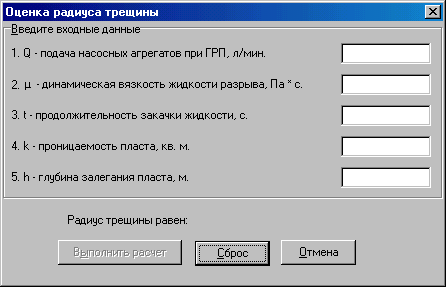 Оценка радиуса трещины
Введите входные данные
1. Q - подача насосных агрегатов при ГРП, л/мин.
2. μ - динамическая вязкость жидкости разрыва, Па * с.
3. t - продолжительность закачки жидкости, с.
4. k - проницаемость пласта, кв. м.
5. h - глубина залегания пласта, м.
Радиус трещины равен:
Выполнить расчет
Сброс
Отмена